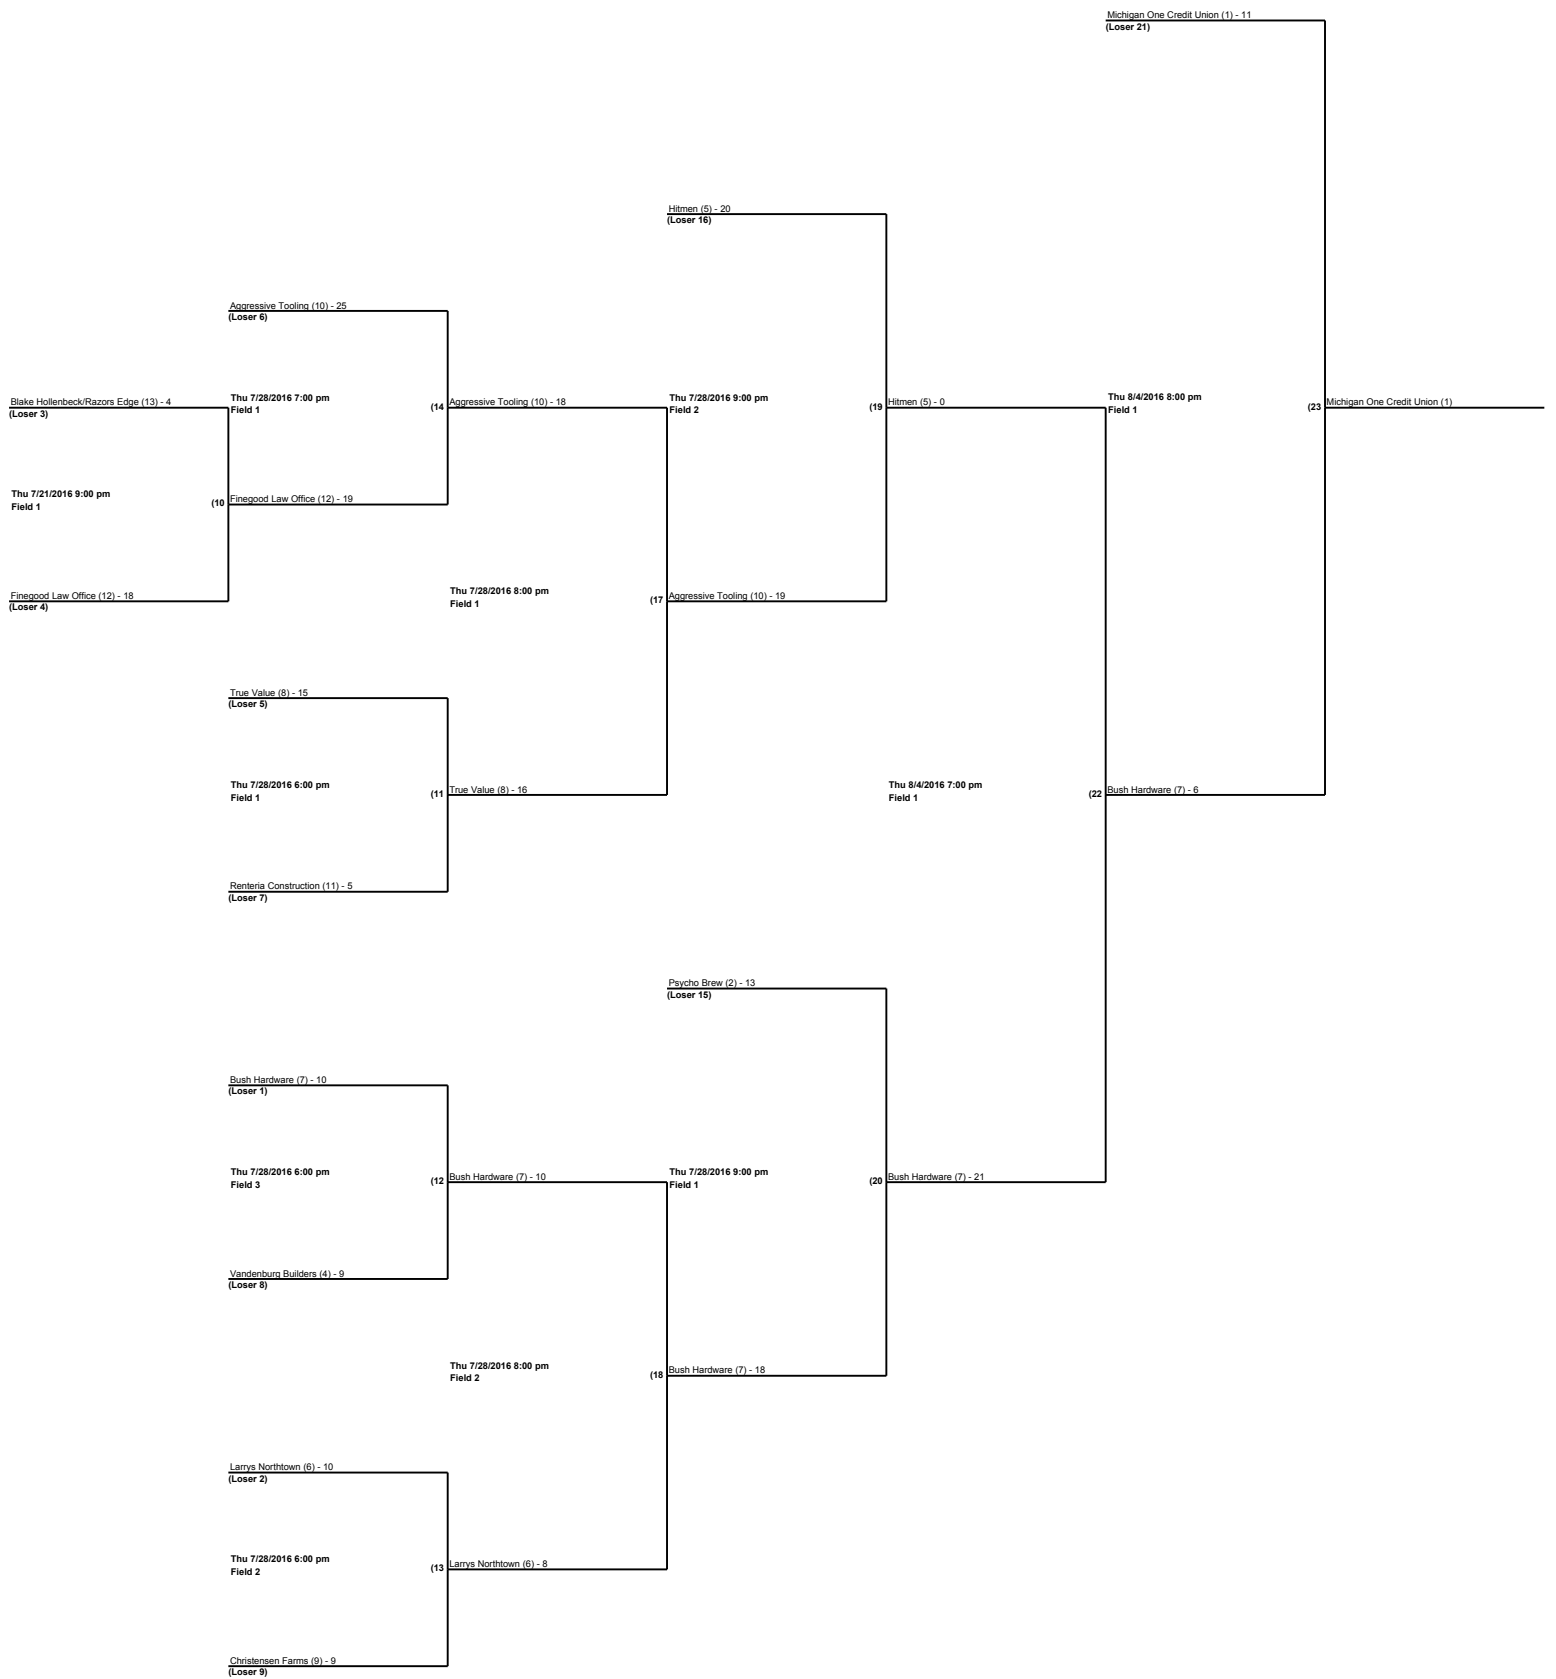 Michigan One Credit Union (1) - 11
(Loser 21)
Hitmen (5) - 20
(Loser 16)
Aggressive Tooling (10) - 25
(Loser 6)
Blake Hollenbeck/Razors Edge (13) - 4
(Loser 3)
Thu 7/28/2016 7:00 pm
Field 1
(14
Aggressive Tooling (10) - 18
Thu 7/28/2016 9:00 pm
Field 2
(19
Hitmen (5) - 0
Thu 8/4/2016 8:00 pm
Field 1
(23
Michigan One Credit Union (1)
Thu 7/21/2016 9:00 pm
Field 1
(10
Finegood Law Office (12) - 19
Finegood Law Office (12) - 18
(Loser 4)
Thu 7/28/2016 8:00 pm
Field 1
(17
Aggressive Tooling (10) - 19
True Value (8) - 15
(Loser 5)
Thu 7/28/2016 6:00 pm
Field 1
(11
True Value (8) - 16
Thu 8/4/2016 7:00 pm
Field 1
(22
Bush Hardware (7) - 6
Renteria Construction (11) - 5
(Loser 7)
Psycho Brew (2) - 13
(Loser 15)
Bush Hardware (7) - 10
(Loser 1)
Thu 7/28/2016 6:00 pm
Field 3
(12
Bush Hardware (7) - 10
Thu 7/28/2016 9:00 pm
Field 1
(20
Bush Hardware (7) - 21
Vandenburg Builders (4) - 9
(Loser 8)
Thu 7/28/2016 8:00 pm
Field 2
(18
Bush Hardware (7) - 18
Larrys Northtown (6) - 10
(Loser 2)
Thu 7/28/2016 6:00 pm
Field 2
(13
Larrys Northtown (6) - 8
Christensen Farms (9) - 9
(Loser 9)